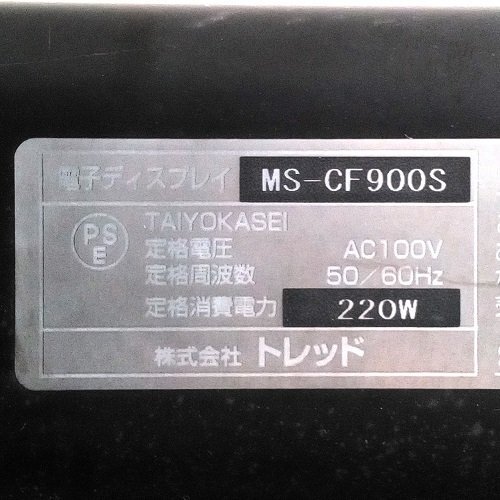 電子ディスプレイ MS-CF900S
PS
E
TAIYOKASEI
定格電圧 AC100V
定格周波数 50/60Hz
定格消費電力 220W
株式会社 トレッド